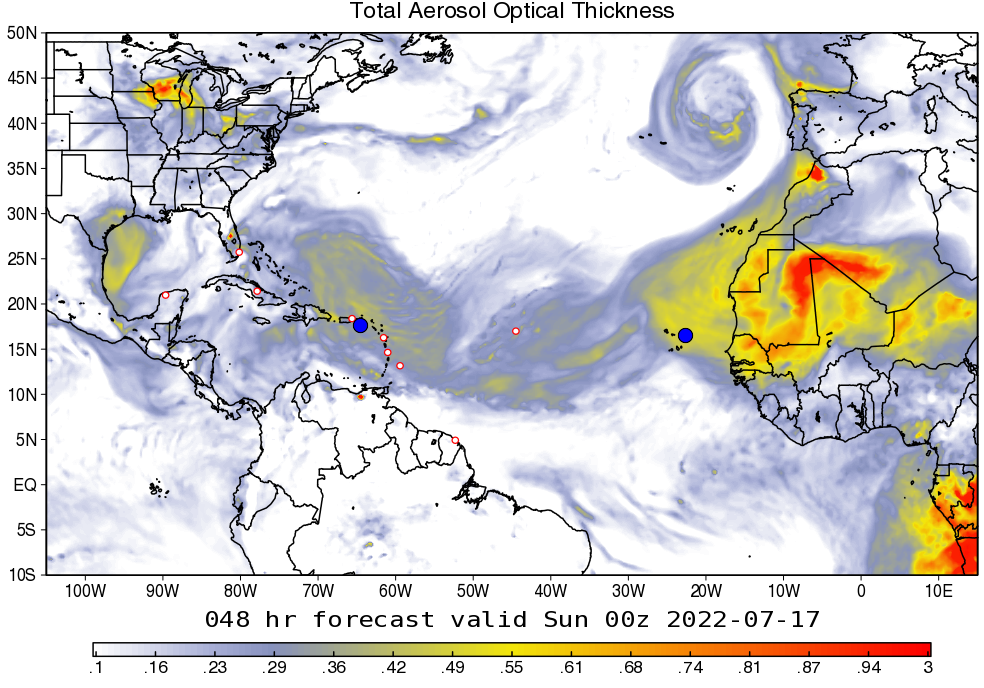 Total Aerosol Optical Thickness
50N
45N
40N
35N
30N
25N
20N
15N
10N
5N
EQ
5S
10S
100W 90W 80W 70W 60W 50W 40W 30W 20W 10W 0 10E
048 hr forecast valid Sun 00z 2022-07-17
.1 .16 .23 .29 .36 .42 .49 .55 .61 .68 .74 .81 .87 .94 3